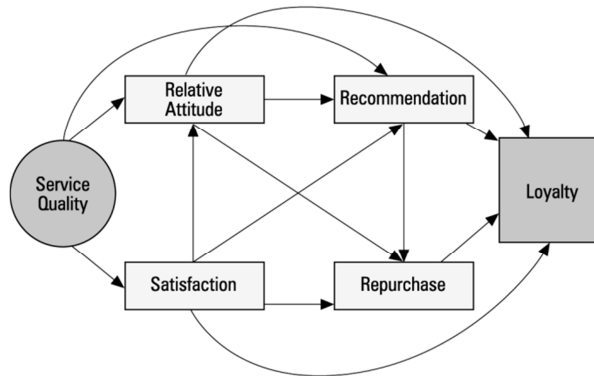 Relative
Attitude
Recommendation
Service
Quality
Loyalty
Satisfaction
Repurchase